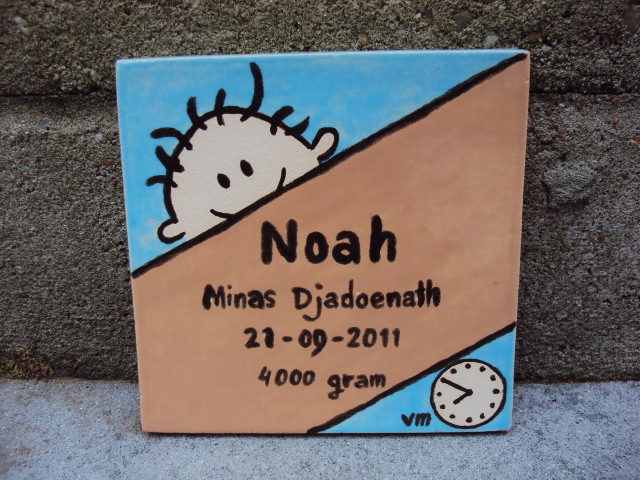 Noah
Minas Djadoenath
21-09-2011
4000 gram
vm